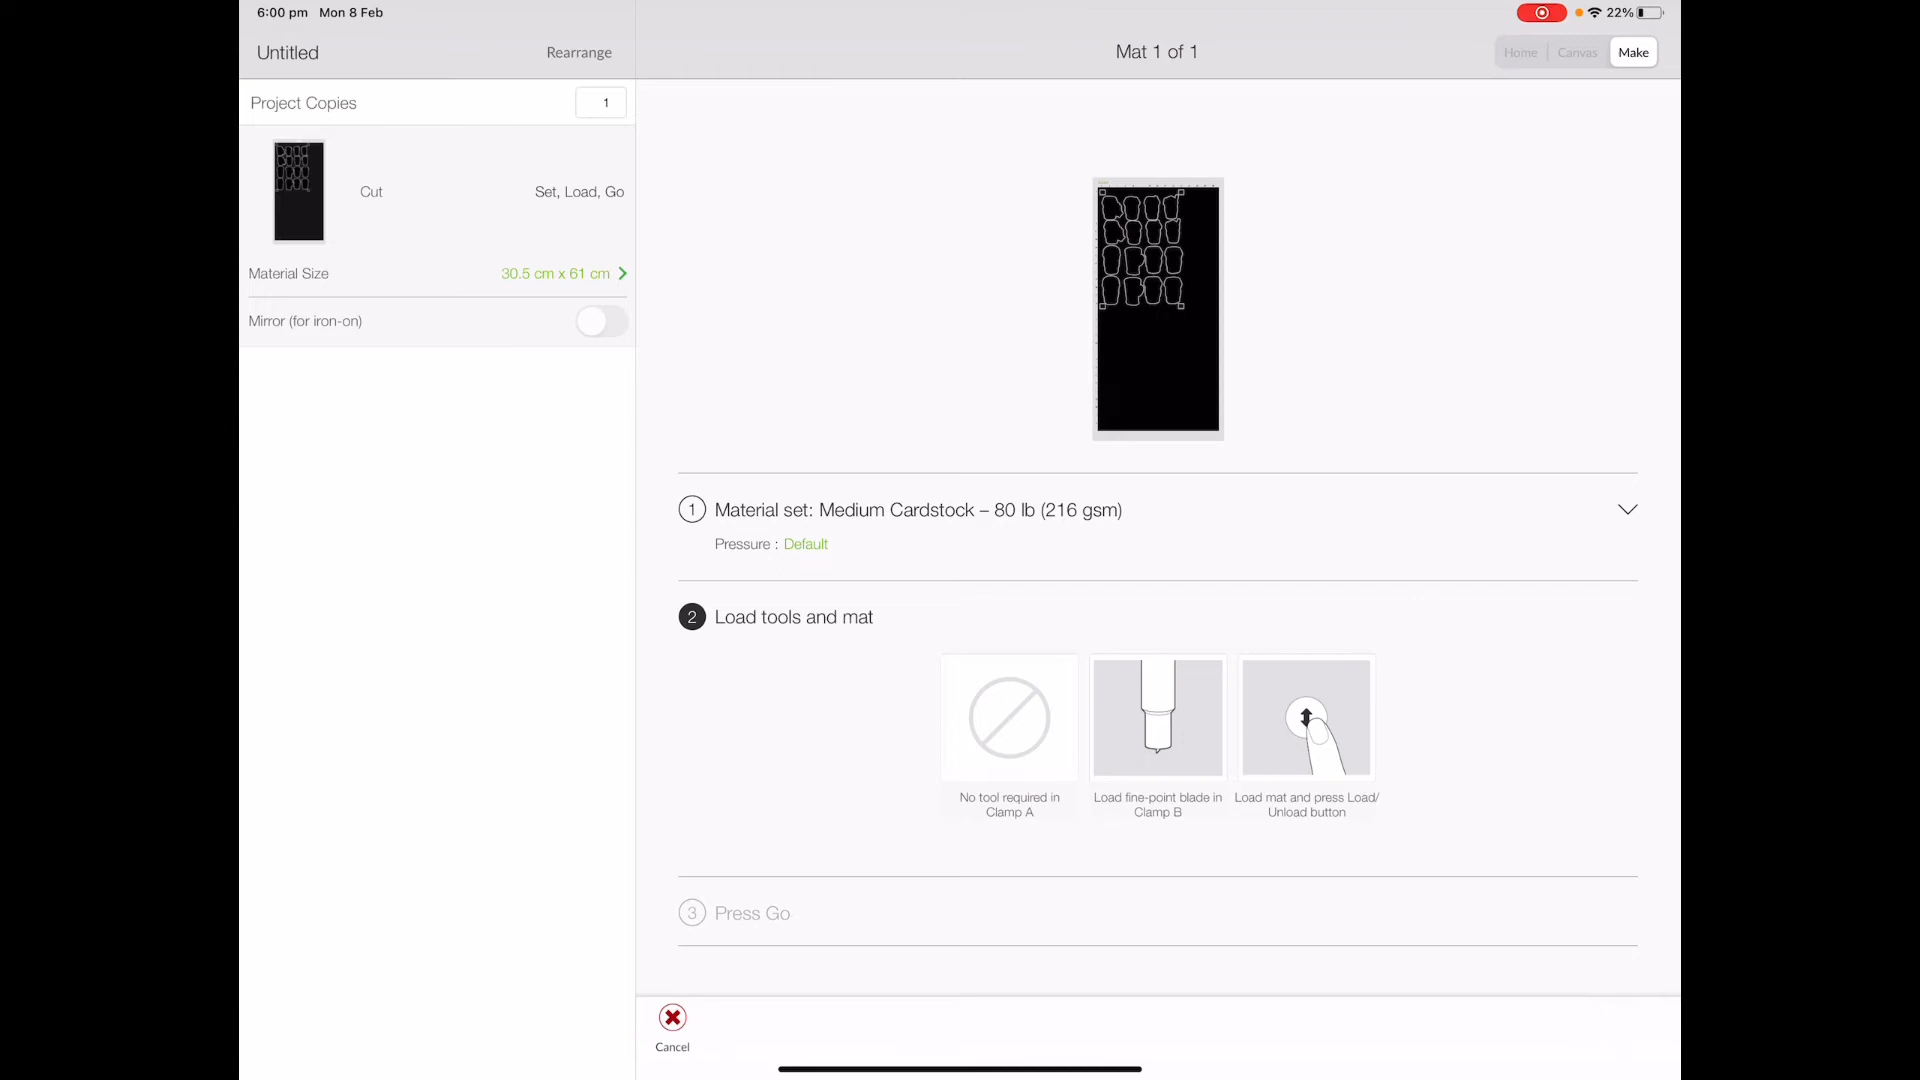 6:00 pm Mon 8 Feb
22%
Untitled
Rearrange
Mat 1 of 1
Home
Canvas
Make
Project Copies
1
Cut
Set, Load, Go
Material Size
30.5 cm x 61 cm
Mirror (for iron-on)
1 Material set: Medium Cardstock – 80 lb (216 gsm)
Pressure : Default
2 Load tools and mat
No tool required in
Clamp A
Load fine-point blade in
Clamp B
Load mat and press Load/
Unload button
3 Press Go
Cancel